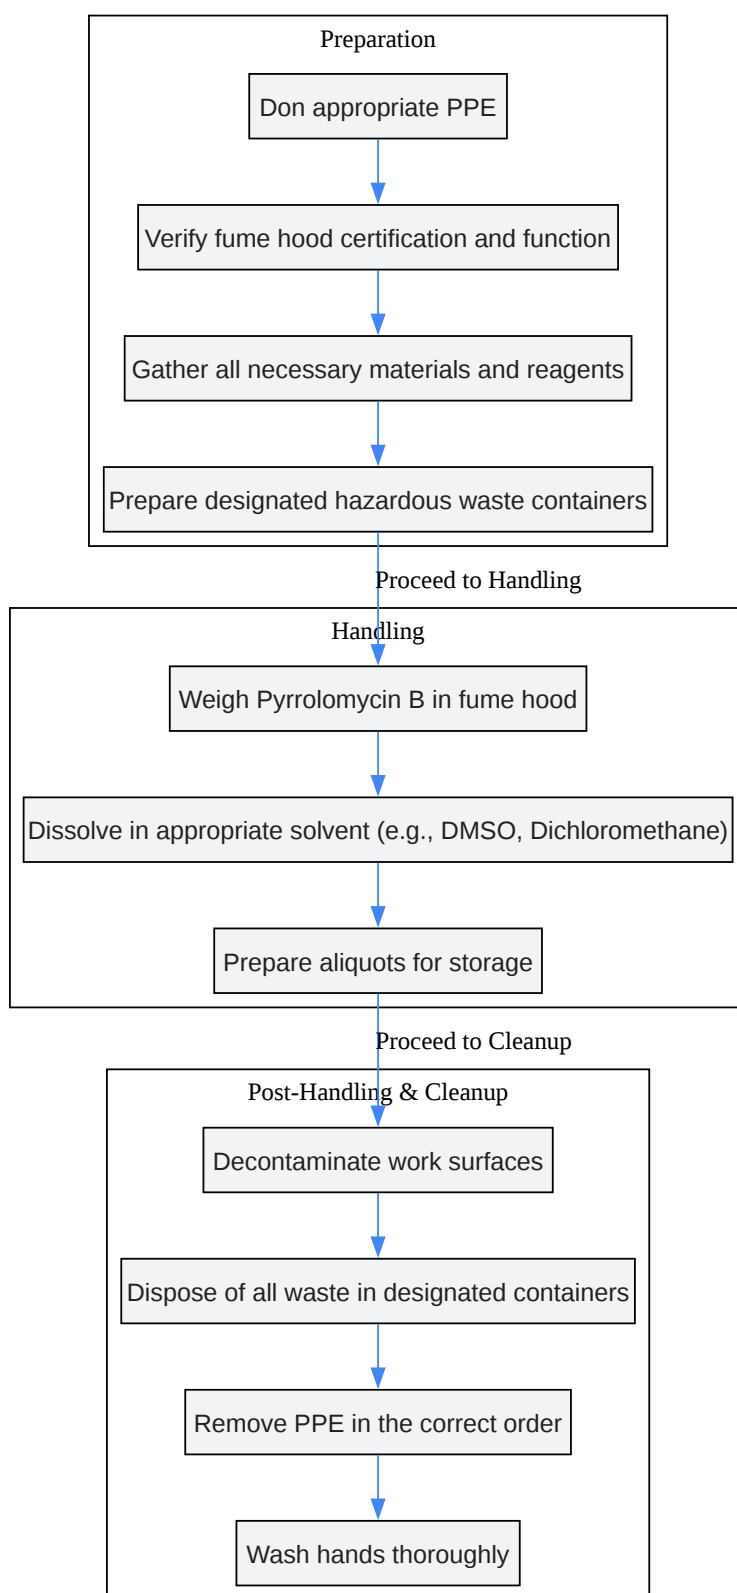 Preparation
Don appropriate PPE
Verify fume hood certification and function
Gather all necessary materials and reagents
Prepare designated hazardous waste containers
Proceed to Handling
Handling
Weigh Pyrrolomycin B in fume hood
Dissolve in appropriate solvent (e.g., DMSO, Dichloromethane)
Prepare aliquots for storage
Proceed to Cleanup
Post-Handling & Cleanup
Decontaminate work surfaces
Dispose of all waste in designated containers
Remove PPE in the correct order
Wash hands thoroughly